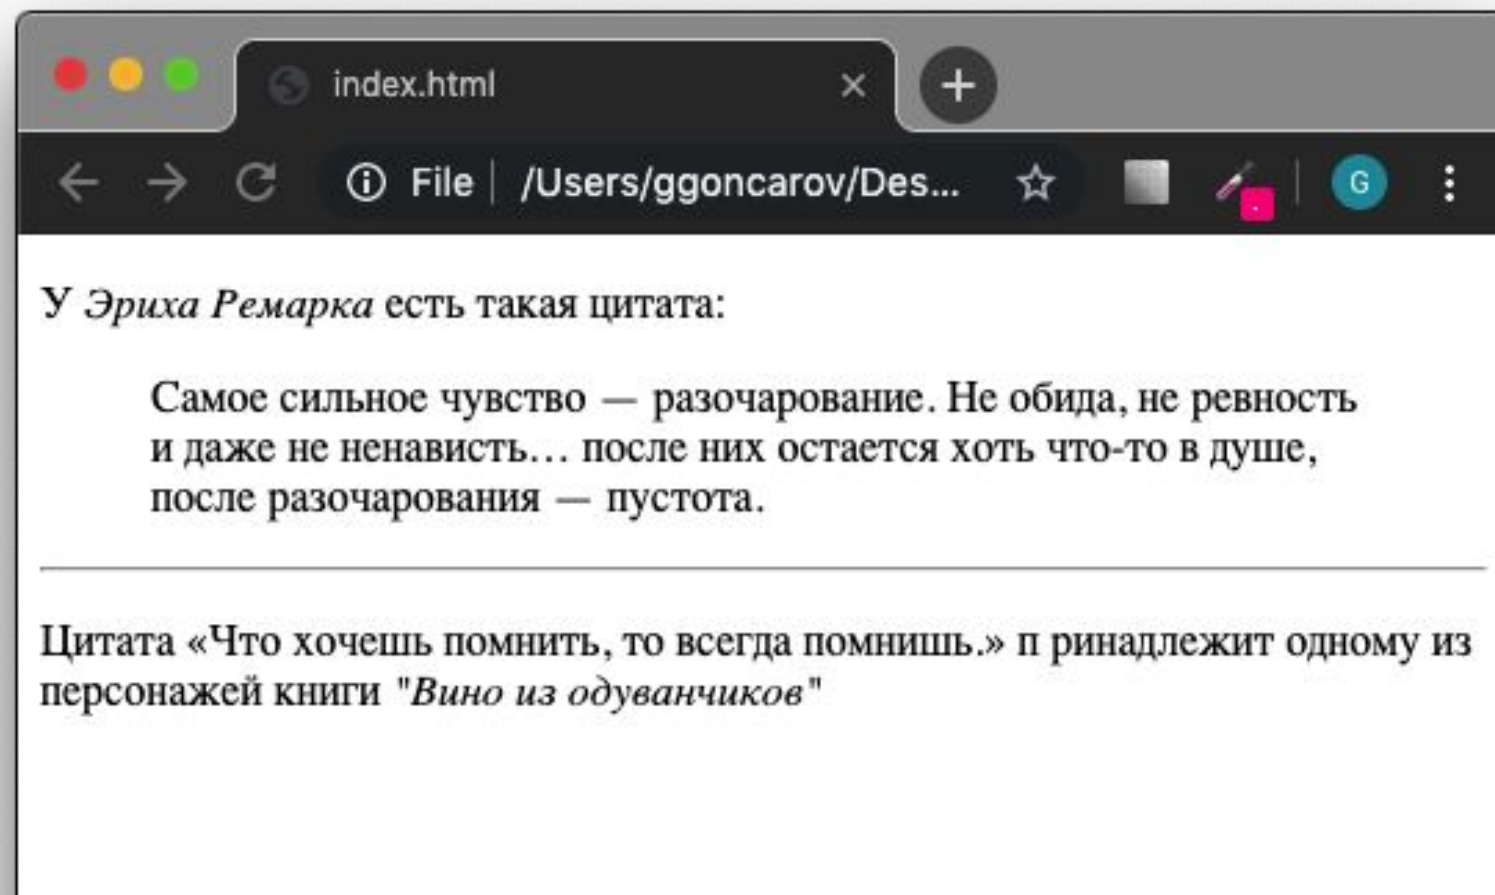 index.html
File /Users/ggoncarov/Des...
G
У Эриха Ремарка есть такая цитата:
Самое сильное чувство — разочарование. Не обида, не ревность
и даже не ненависть… после них остается хоть что-то в душе,
после разочарования — пустота.
Цитата «Что хочешь помнить, то всегда помнишь.» п ринадлежит одному из
персонажей книги "Вино из одуванчиков"